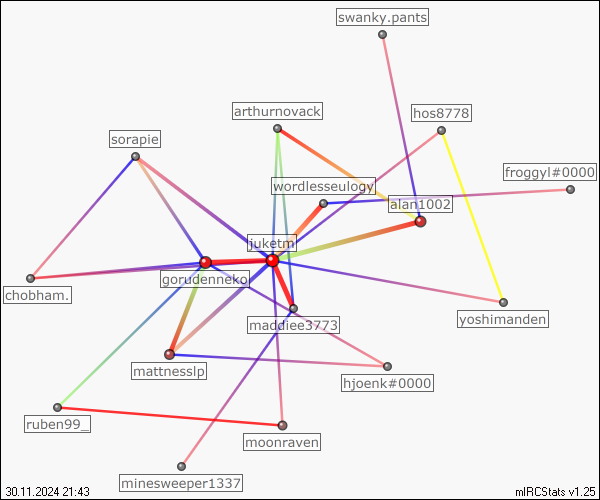 swanky.pants
arthurnovack
hos8778
sorapie
froggyl#0000
wordlesseulogy
alan1002
juketm
gorudenneko
chobham.
maddiee3773
yoshimanden
mattnesslp
hjoenk#0000
ruben99_
moonraven
minesweeper1337
30.11.2024 21:43
mIRCStats v1.25